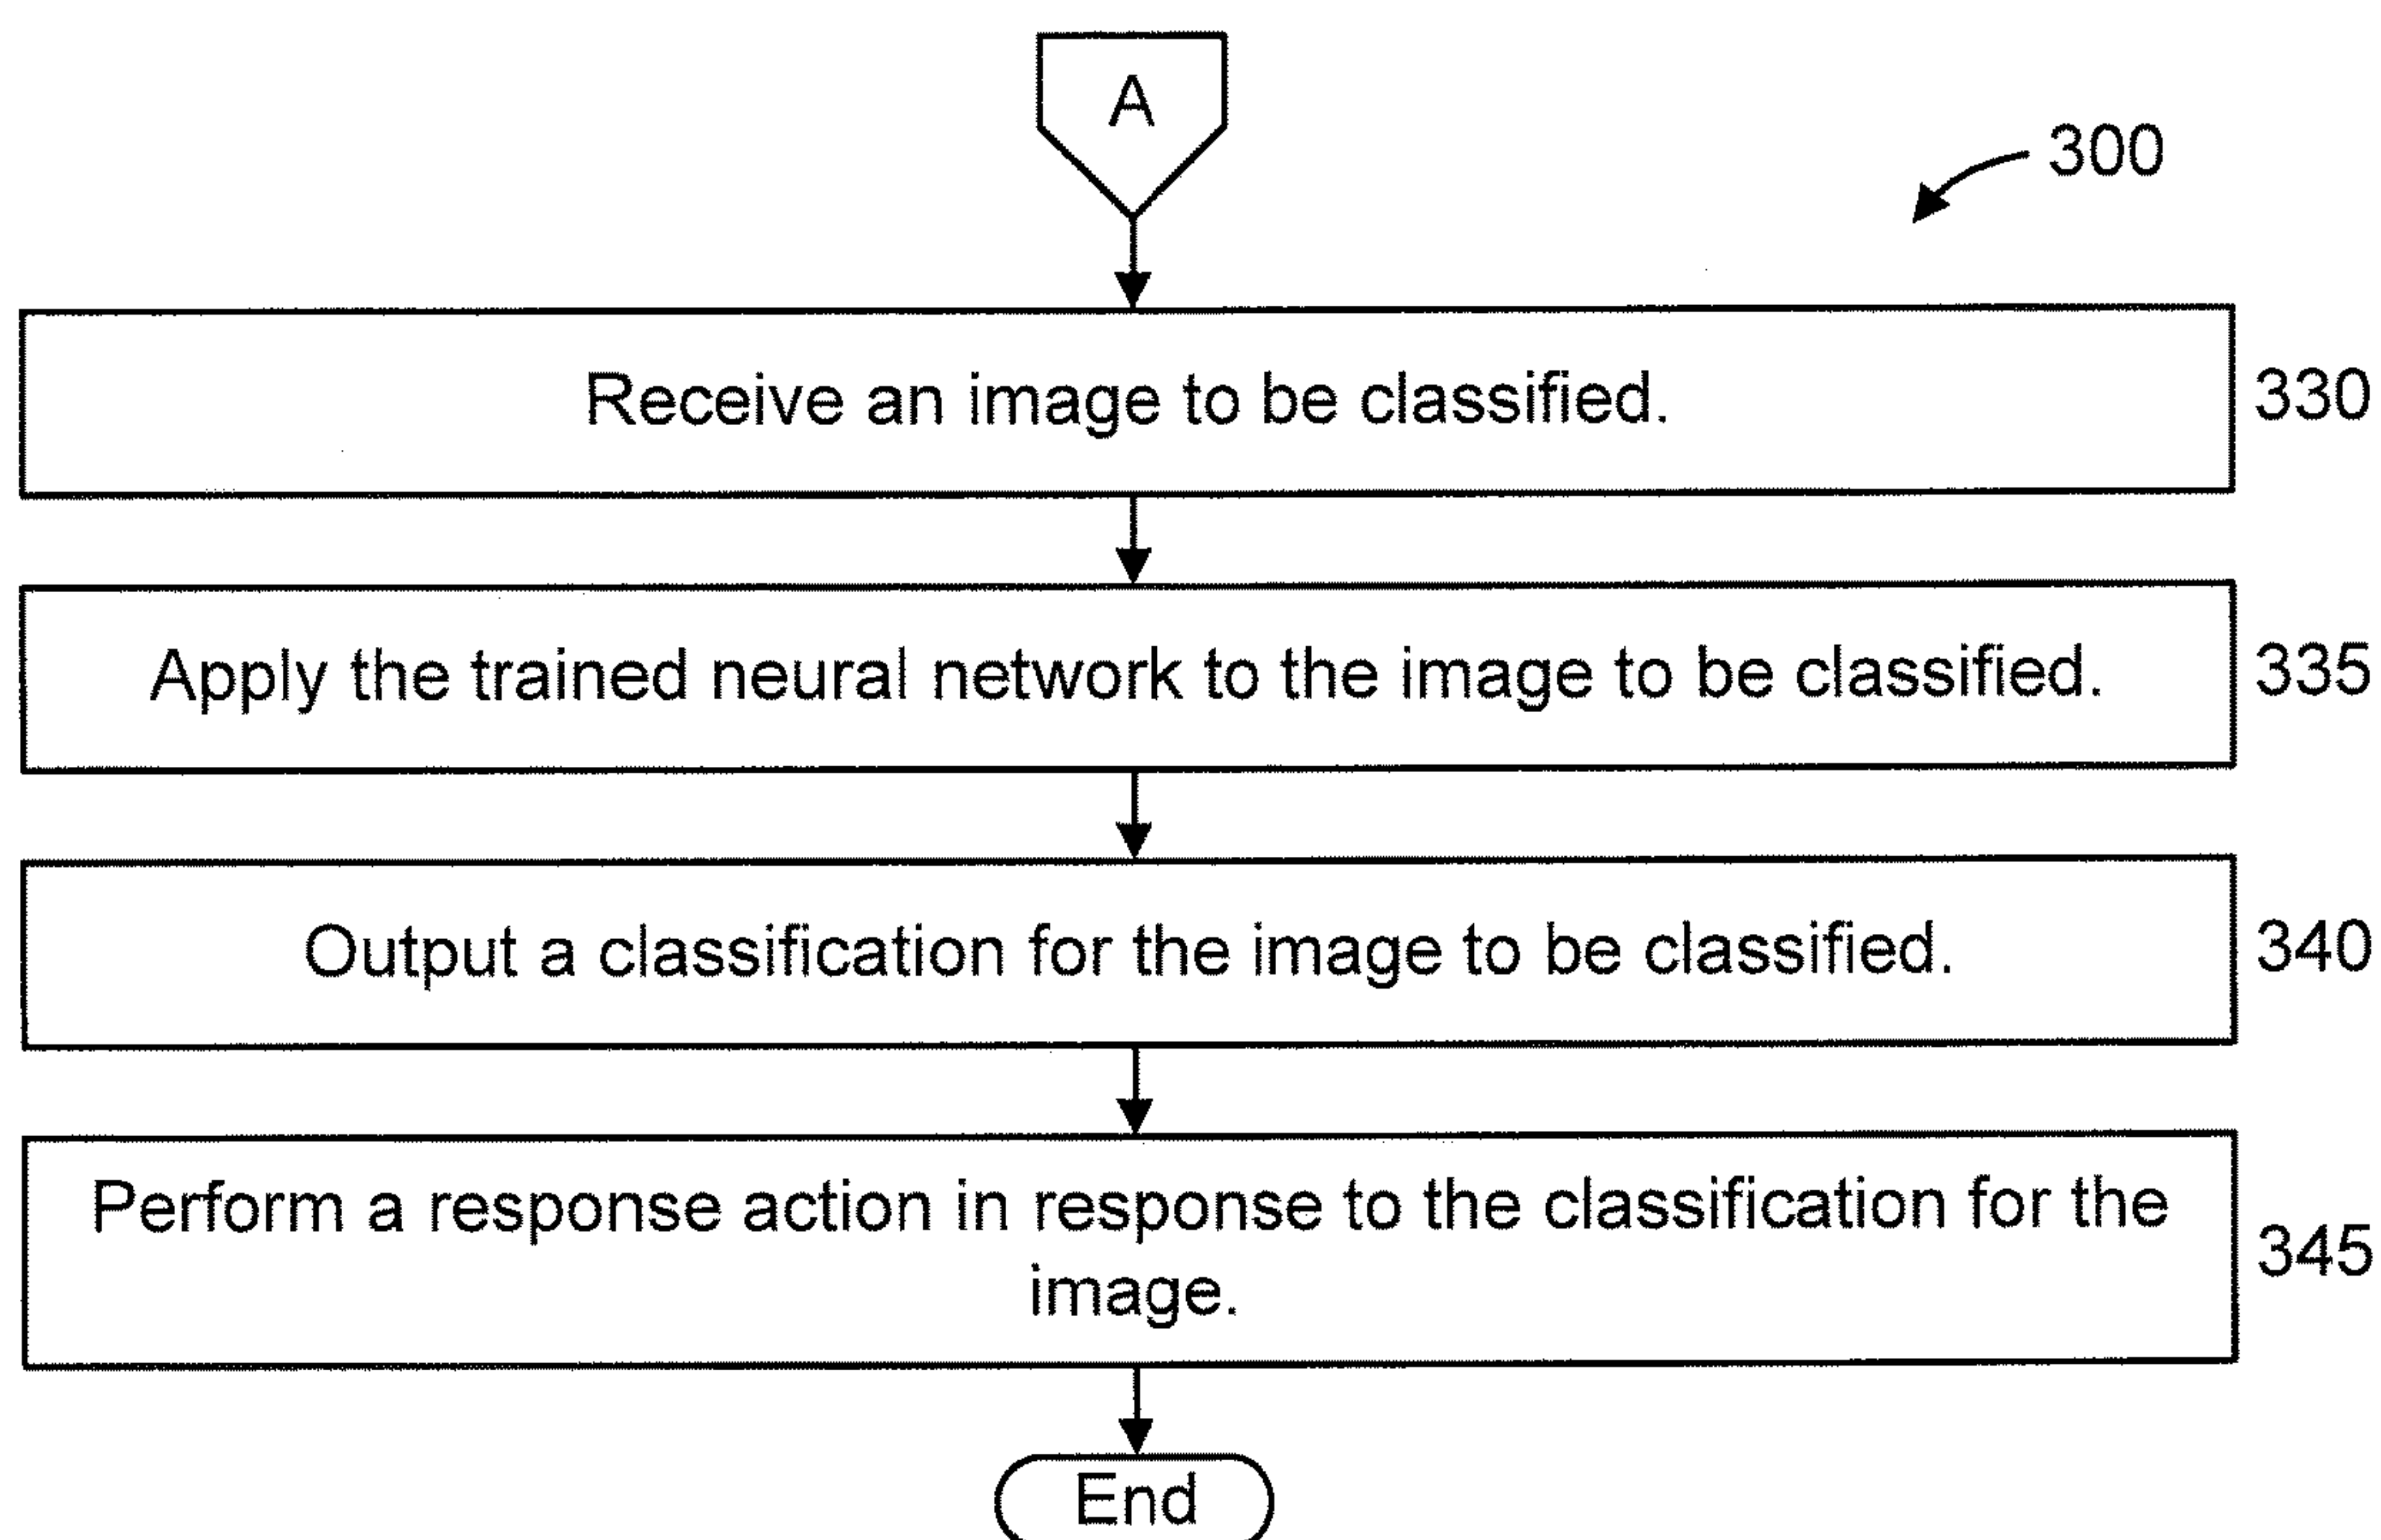 A
300
Receive an image to be classified.
330
Apply the trained neural network to the image to be classified.
335
Output a classification for the image to be classified.
340
Perform a response action in response to the classification for the
image.
345
End